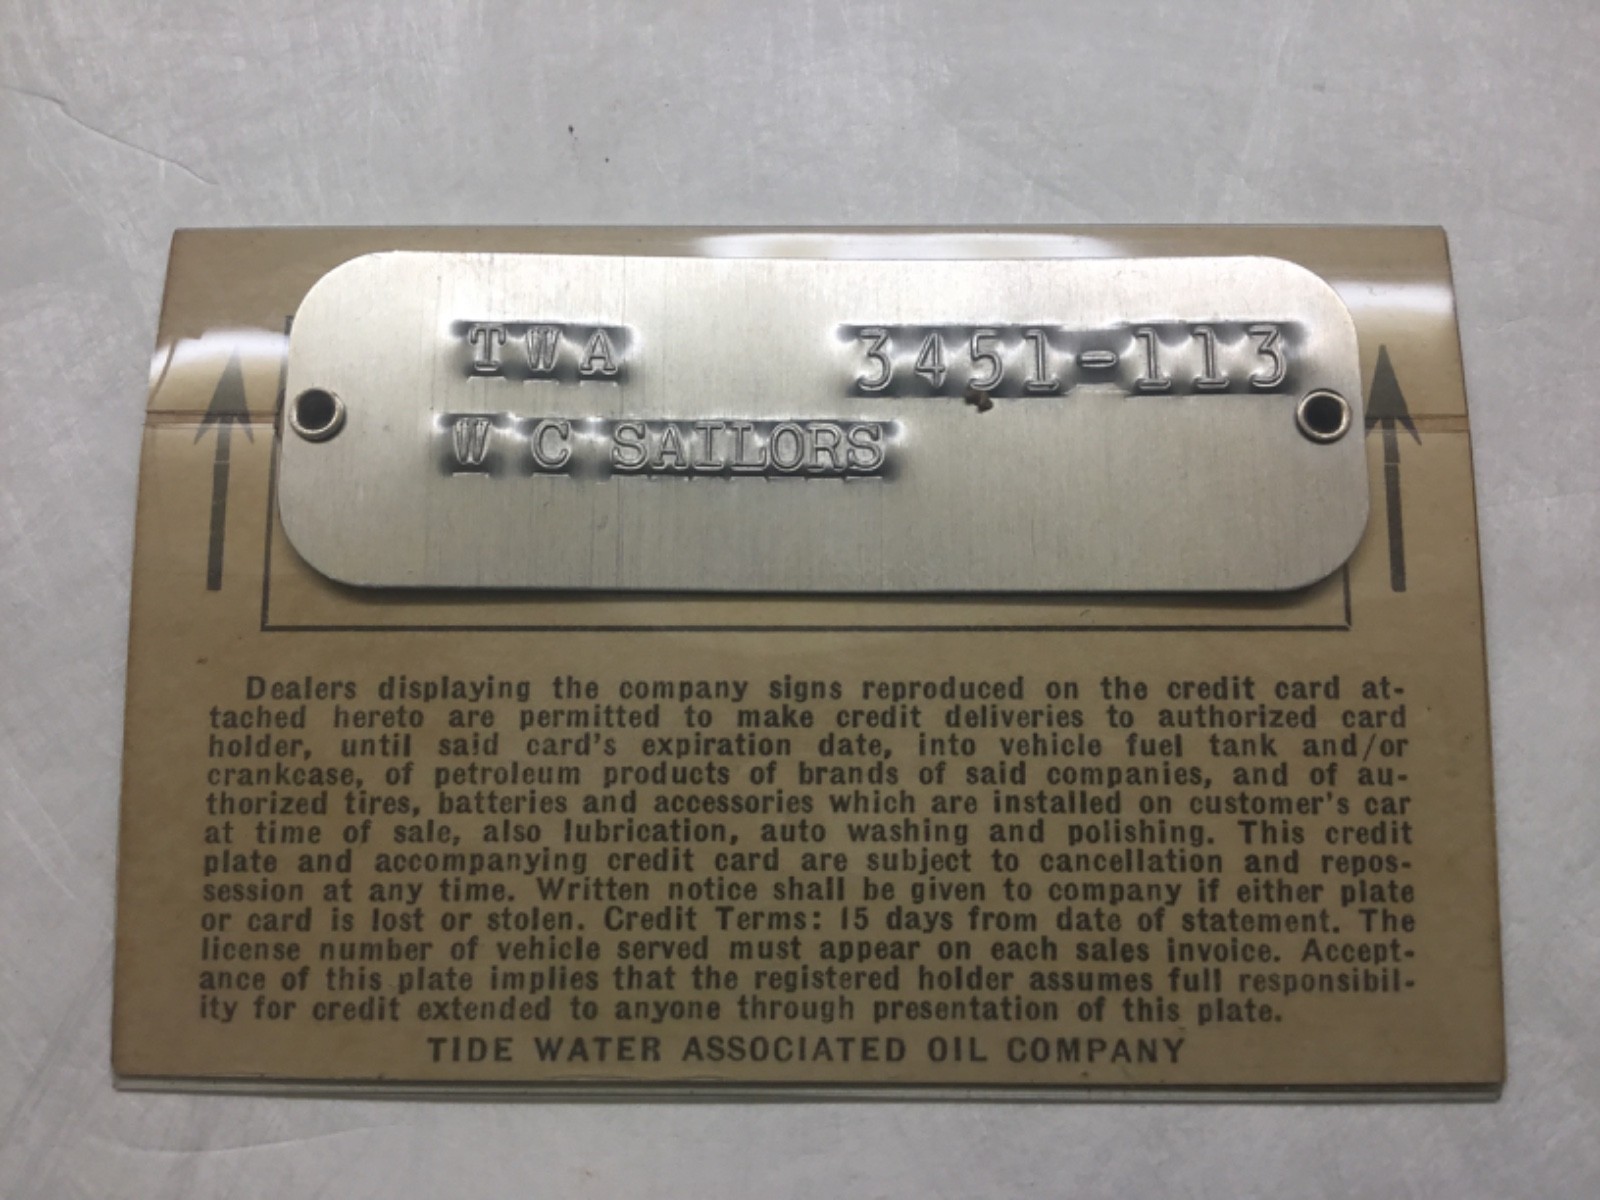 TWA 3451-113
W C SAILORS
Dealers displaying the company signs reproduced on the credit card at-
tached hereto are permitted to make credit deliveries to authorized card
holder, until said card's expiration date, into vehicle fuel tank and/or
crankcase, of petroleum products of brands of said companies, and of au-
thorized tires, batteries and accessories which are installed on customer's car
at time of sale, also lubrication, auto washing and polishing. This credit
plate and accompanying credit card are subject to cancellation and repos-
session at any time. Written notice shall be given to company if either plate
or card is lost or stolen. Credit Terms: 15 days from date of statement. The
license number of vehicle served must appear on each sales invoice. Accept-
ance of this plate implies that the registered holder assumes full responsibil-
ity for credit extended to anyone through presentation of this plate.
TIDE WATER ASSOCIATED OIL COMPANY